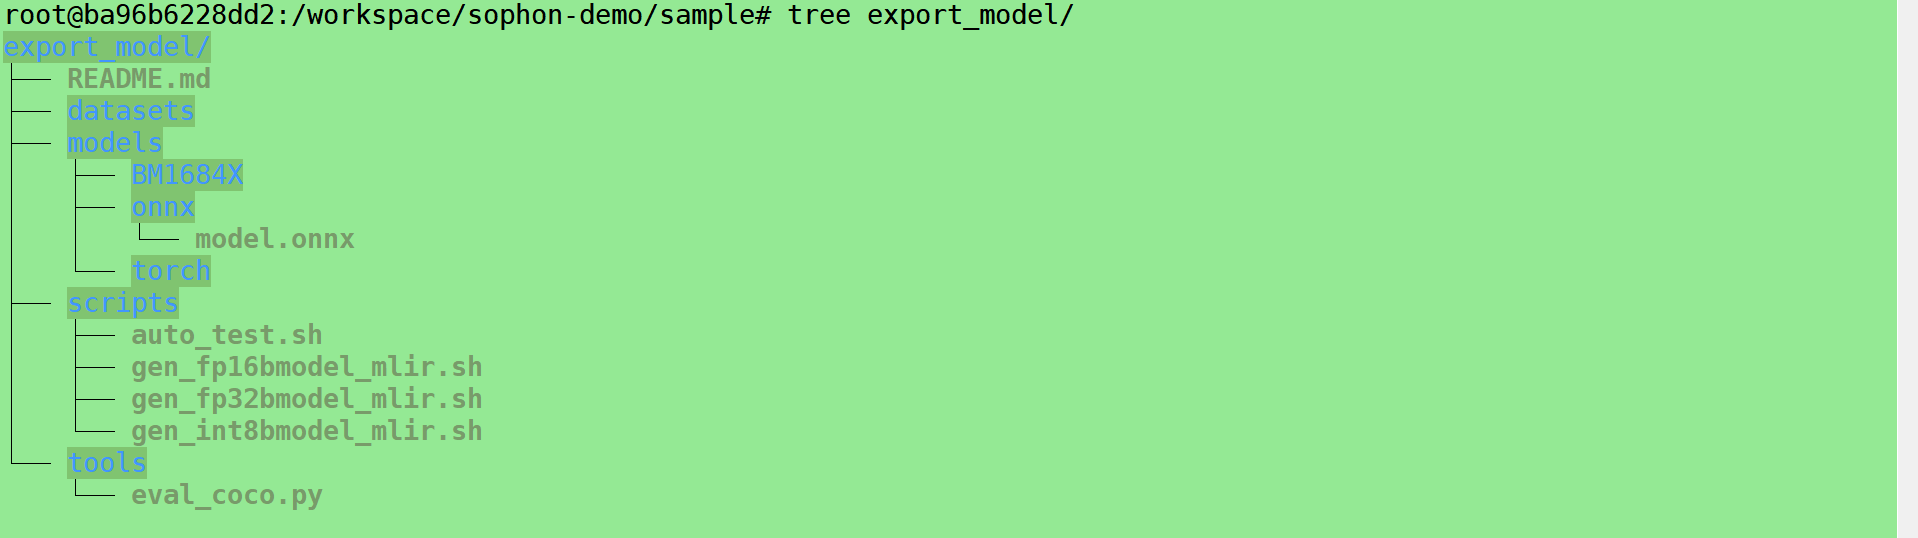 root@ba96b6228dd2:/workspace/sophon-demo/sample# tree export_model/
export_model/
├── README.md
├── datasets
├── models
│   ├── BM1684X
│   ├── onnx
│   │   └── model.onnx
│   └── torch
├── scripts
│   ├── auto_test.sh
│   ├── gen_fp16bmodel_mlir.sh
│   ├── gen_fp32bmodel_mlir.sh
│   └── gen_int8bmodel_mlir.sh
└── tools
    └── eval_coco.py